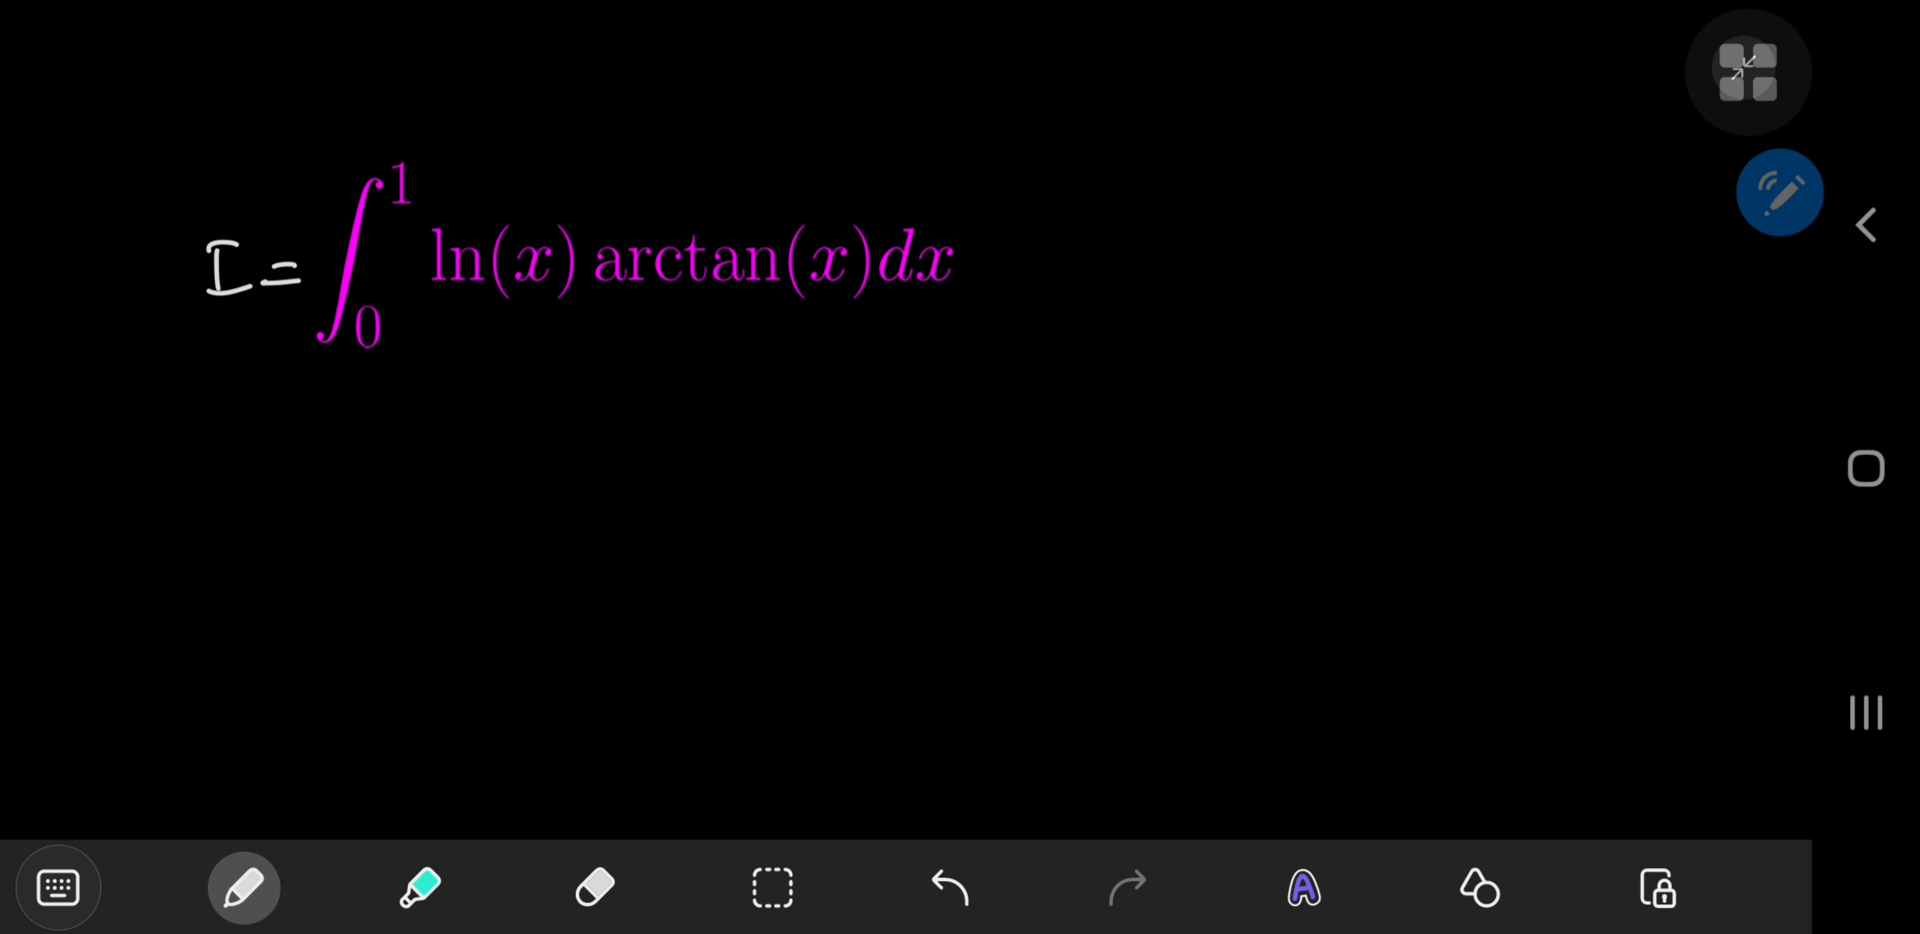 I = ∫₀¹ ln(x) arctan(x)dx